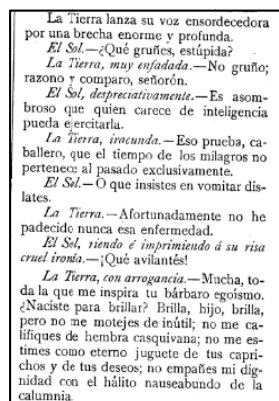 La Tierra lanza su voz ensordecedora
por una brecha enorme y profunda.
El Sol.—¿Qué gruñes, estúpida?
La Tierra, muy enfadada.—No gruño;
razono y comparo, señorón.
El Sol, despreciativamente.—Es asom-
broso que quien carece de inteligencia
pueda ejercitarla.
La Tierra, iracunda.—Eso prueba, ca-
ballero, que el tiempo de los milagros no
pertenece al pasado exclusivamente.
El Sol.—O que insistes en vomitar dis-
lates.
La Tierra.—Afortunadamente no he
padecido nunca esa enfermedad.
El Sol, riendo é imprimiendo á su risa
cruel ironía.—¡Qué avilantés!
La Tierra, con arrogancia.—Mucha, to-
da la que me inspira tu bárbaro egoísmo.
¿Naciste para brillar? Brilla, hijo, brilla,
pero no me motejes de inútil; no me ca-
lifiques de hembra casquivana; no me es-
times como eterno juguete de tus capri-
chos y de tus deseos; no empañes mi dig-
nidad con el hálito nauseabundo de la
calumnia.